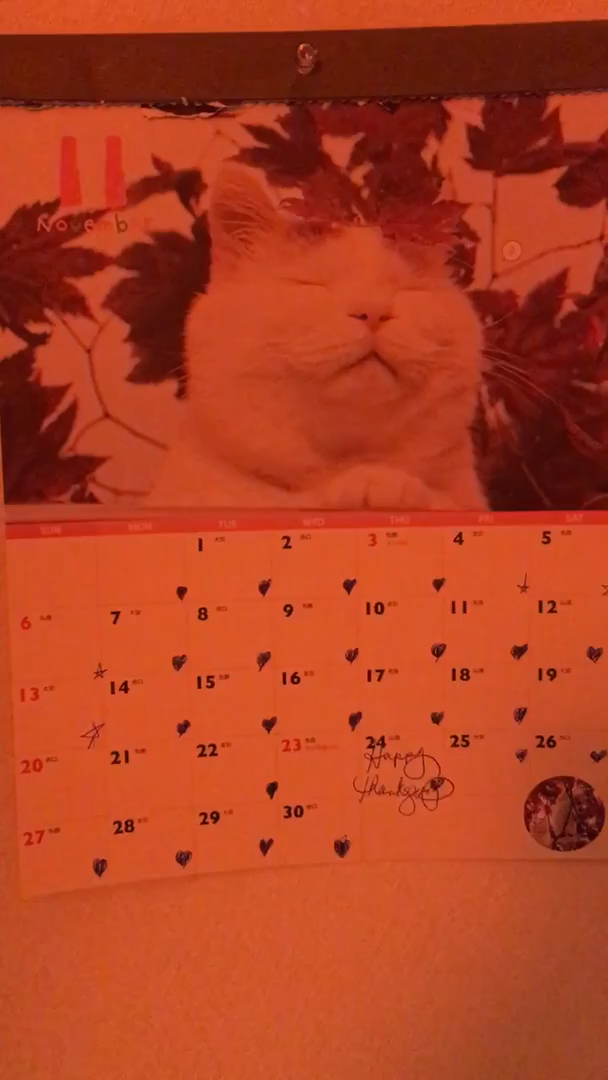 11
November
SUN MON TUE WED THU FRI SAT
1 2 3 4 5
6 7 8 9 10 11 12
13 14 15 16 17 18 19
20 21 22 23 24 25 26
Happy
Thanksgiving
27 28 29 30